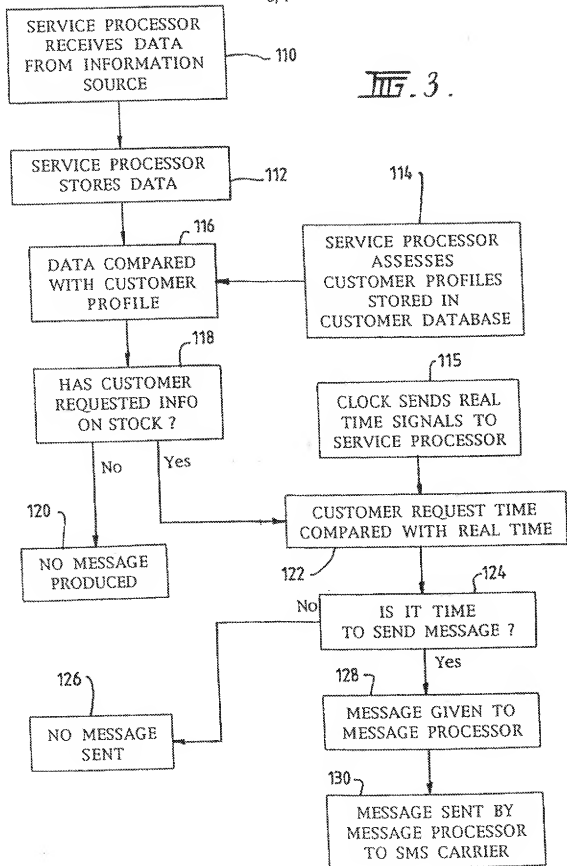 SERVICE PROCESSOR
RECEIVES DATA
FROM INFORMATION
SOURCE
110
FIG. 3.
SERVICE PROCESSOR
STORES DATA
112
114
116
DATA COMPARED
WITH CUSTOMER
PROFILE
SERVICE PROCESSOR
ASSESSES
CUSTOMER PROFILES
STORED IN
CUSTOMER DATABASE
118
HAS CUSTOMER
REQUESTED INFO
ON STOCK ?
115
CLOCK SENDS REAL
TIME SIGNALS TO
SERVICE PROCESSOR
No
Yes
120
NO MESSAGE
PRODUCED
CUSTOMER REQUEST TIME
COMPARED WITH REAL TIME
122
124
No
IS IT TIME
TO SEND MESSAGE ?
Yes
126
NO MESSAGE
SENT
128
MESSAGE GIVEN TO
MESSAGE PROCESSOR
130
MESSAGE SENT BY
MESSAGE PROCESSOR
TO SMS CARRIER